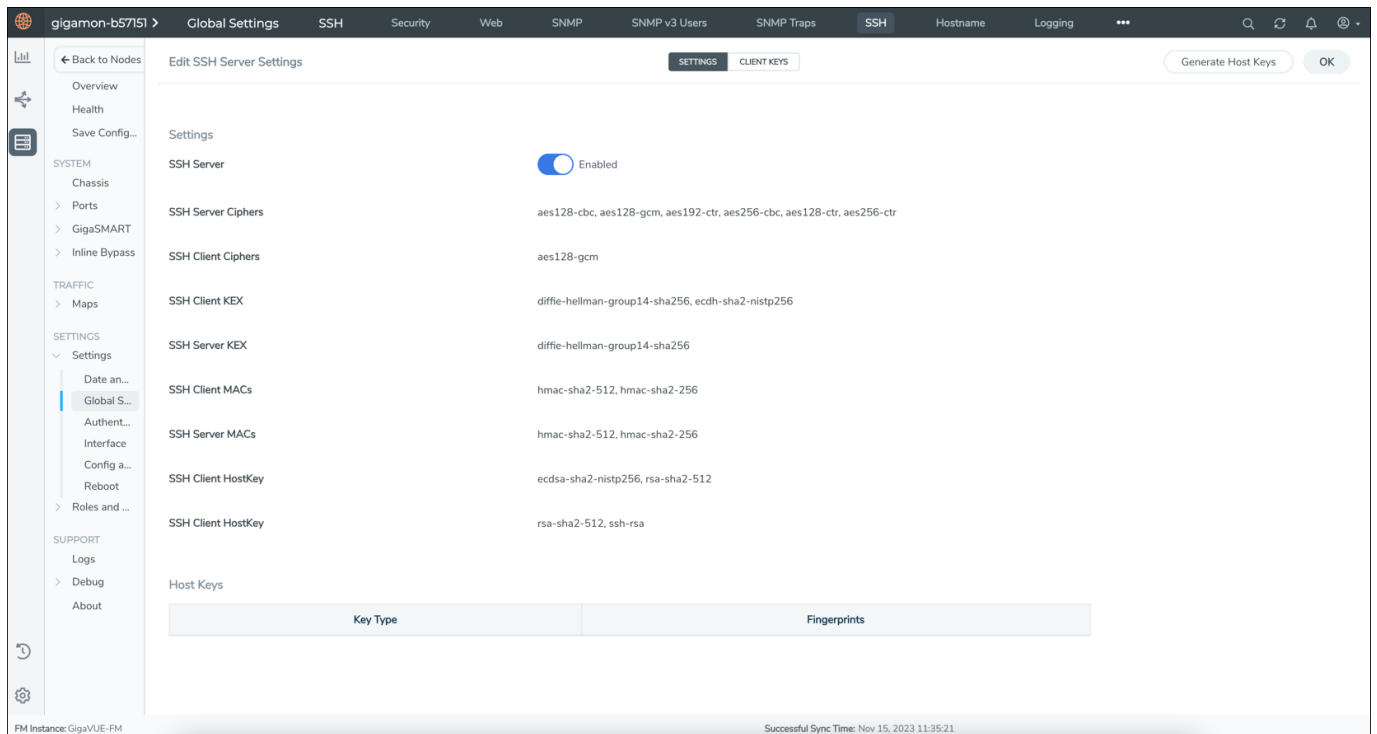 gigamon-b57151 > Global Settings SSH Security Web SNMP SNMP v3 Users SNMP Traps SSH Hostname Logging •••
← Back to Nodes
Edit SSH Server Settings SETTINGS CLIENT KEYS Generate Host Keys OK
Overview
Health
Save Config...
SYSTEM
Chassis
> Ports
> GigaSMART
> Inline Bypass
TRAFFIC
> Maps
SETTINGS
Settings
Date an...
Global S...
Authent...
Interface
Config a...
Reboot
> Roles and ...
SUPPORT
Logs
> Debug
About
Settings
SSH Server Enabled
SSH Server Ciphers aes128-cbc, aes128-gcm, aes192-ctr, aes256-cbc, aes128-ctr, aes256-ctr
SSH Client Ciphers aes128-gcm
SSH Client KEX diffie-hellman-group14-sha256, ecdh-sha2-nistp256
SSH Server KEX diffie-hellman-group14-sha256
SSH Client MACs hmac-sha2-512, hmac-sha2-256
SSH Server MACs hmac-sha2-512, hmac-sha2-256
SSH Client HostKey ecdsa-sha2-nistp256, rsa-sha2-512
SSH Client HostKey rsa-sha2-512, ssh-rsa
Host Keys
Key Type Fingerprints
FM Instance: GigaVUE-FM Successful Sync Time: Nov 15, 2023 11:35:21